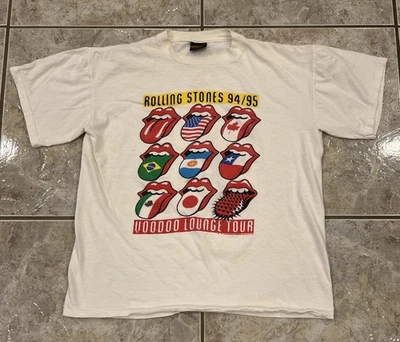 ROLLING STONES 94/95
VOODOO LOUNGE TOUR